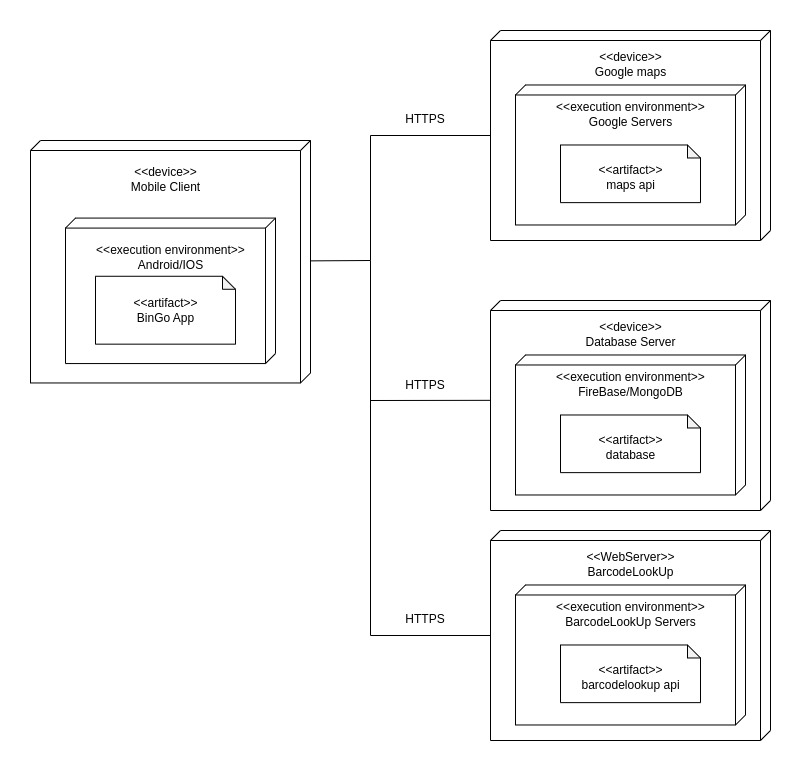 <<device>>
Mobile Client
<<execution environment>>
Android/IOS
<<artifact>>
BinGo App
HTTPS
<<device>>
Google maps
<<execution environment>>
Google Servers
<<artifact>>
maps api
HTTPS
<<device>>
Database Server
<<execution environment>>
FireBase/MongoDB
<<artifact>>
database
HTTPS
<<WebServer>>
BarcodeLookUp
<<execution environment>>
BarcodeLookUp Servers
<<artifact>>
barcodelookup api